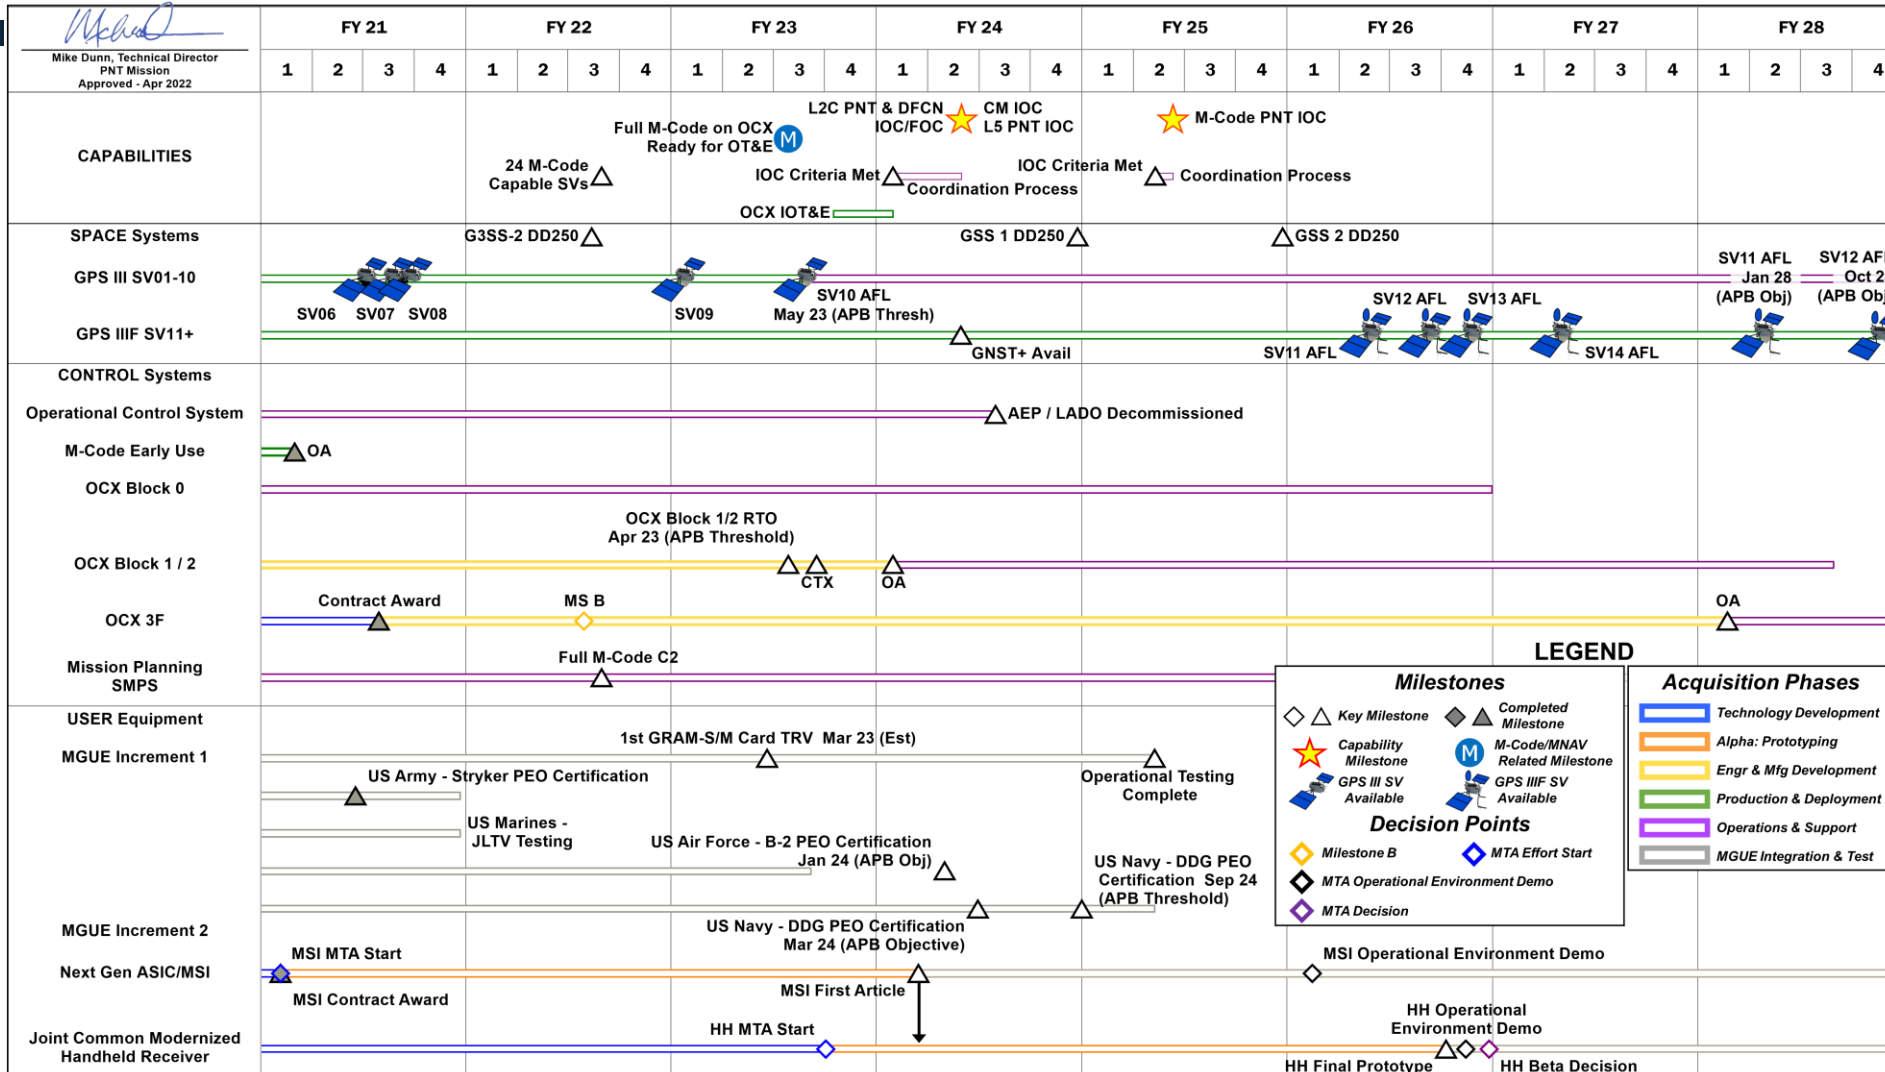 FY 21 FY 22 FY 23 FY 24 FY 25 FY 26 FY 27 FY 28
Mike Dunn, Technical Director
PNT Mission
Approved - Apr 2022
1 2 3 4 1 2 3 4 1 2 3 4 1 2 3 4 1 2 3 4 1 2 3 4 1 2 3 4 1 2 3 4
CAPABILITIES
L2C PNT & DFCN
IOC/FOC
CM IOC
L5 PNT IOC
M-Code PNT IOC
Full M-Code on OCX
Ready for OT&E
M
24 M-Code
Capable SVs
IOC Criteria Met
Coordination Process
IOC Criteria Met
Coordination Process
OCX IOT&E
SPACE Systems
G3SS-2 DD250
GSS 1 DD250
GSS 2 DD250
GPS III SV01-10
SV06 SV07 SV08
SV09
SV10 AFL
May 23 (APB Thresh)
SV11 AFL
Jan 28
(APB Obj)
SV12 AFL
Oct 2
(APB Obj
GPS IIIF SV11+
GNST+ Avail
SV11 AFL
SV12 AFL
SV13 AFL
SV14 AFL
CONTROL Systems
Operational Control System
AEP / LADO Decommissioned
M-Code Early Use
OA
OCX Block 0
OCX Block 1/2 RTO
Apr 23 (APB Threshold)
OCX Block 1 / 2
CTX
OA
Contract Award
MS B
OA
OCX 3F
Full M-Code C2
Mission Planning
SMPS
USER Equipment
MGUE Increment 1
1st GRAM-S/M Card TRV Mar 23 (Est)
Operational Testing
Complete
US Army - Stryker PEO Certification
US Marines -
JLTV Testing
US Air Force - B-2 PEO Certification
Jan 24 (APB Obj)
US Navy - DDG PEO
Certification Sep 24
(APB Threshold)
US Navy - DDG PEO Certification
Mar 24 (APB Objective)
MGUE Increment 2
Next Gen ASIC/MSI
MSI MTA Start
MSI Contract Award
MSI First Article
MSI Operational Environment Demo
Joint Common Modernized
Handheld Receiver
HH MTA Start
HH Operational
Environment Demo
HH Final Prototype
HH Beta Decision
LEGEND
Milestones
Key Milestone
Completed
Milestone
Capability
Milestone
M
M-Code/MNAV
Related Milestone
GPS III SV
Available
GPS IIIF SV
Available
Decision Points
Milestone B
MTA Effort Start
MTA Operational Environment Demo
MTA Decision
Acquisition Phases
Technology Development
Alpha: Prototyping
Engr & Mfg Development
Production & Deployment
Operations & Support
MGUE Integration & Test